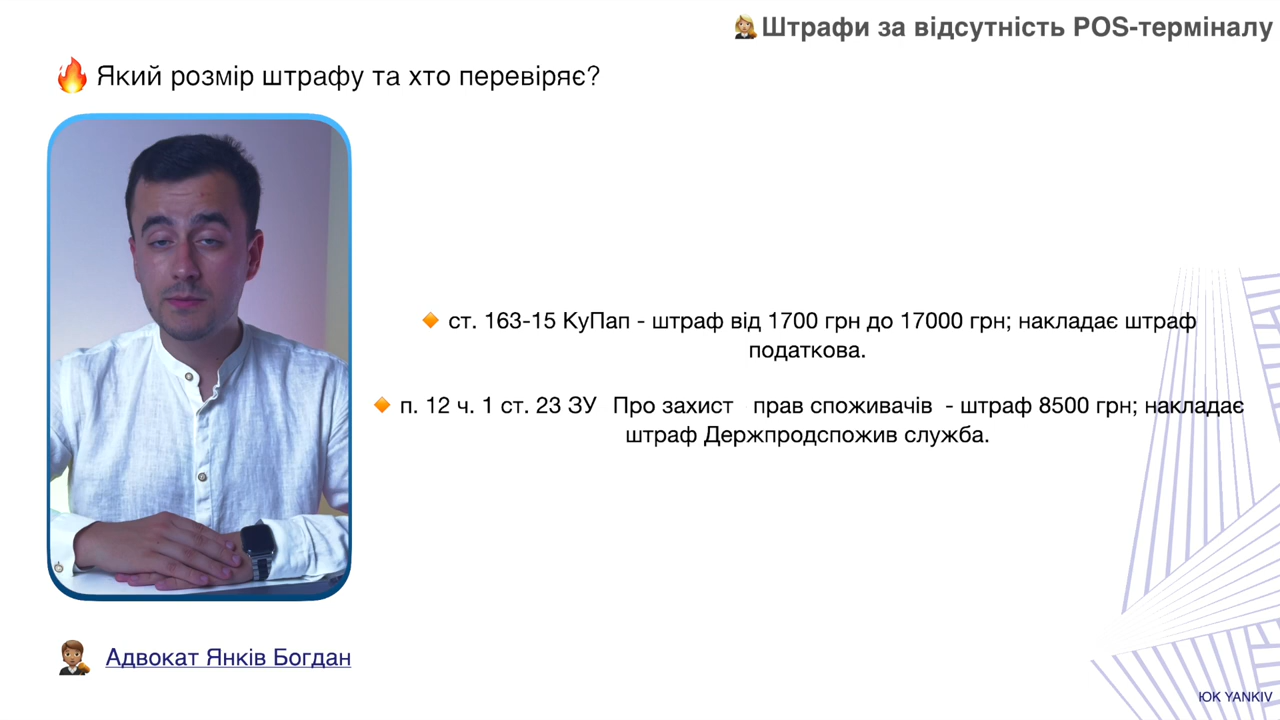 Штрафи за відсутність POS-терміналу
Який розмір штрафу та хто перевіряє?
ст. 163-15 КуПап - штраф від 1700 грн до 17000 грн; накладає штраф
податкова.
п. 12 ч. 1 ст. 23 ЗУ Про захист прав споживачів - штраф 8500 грн; накладає
штраф Держпродспожив служба.
Адвокат Янків Богдан
ЮК YANKIV